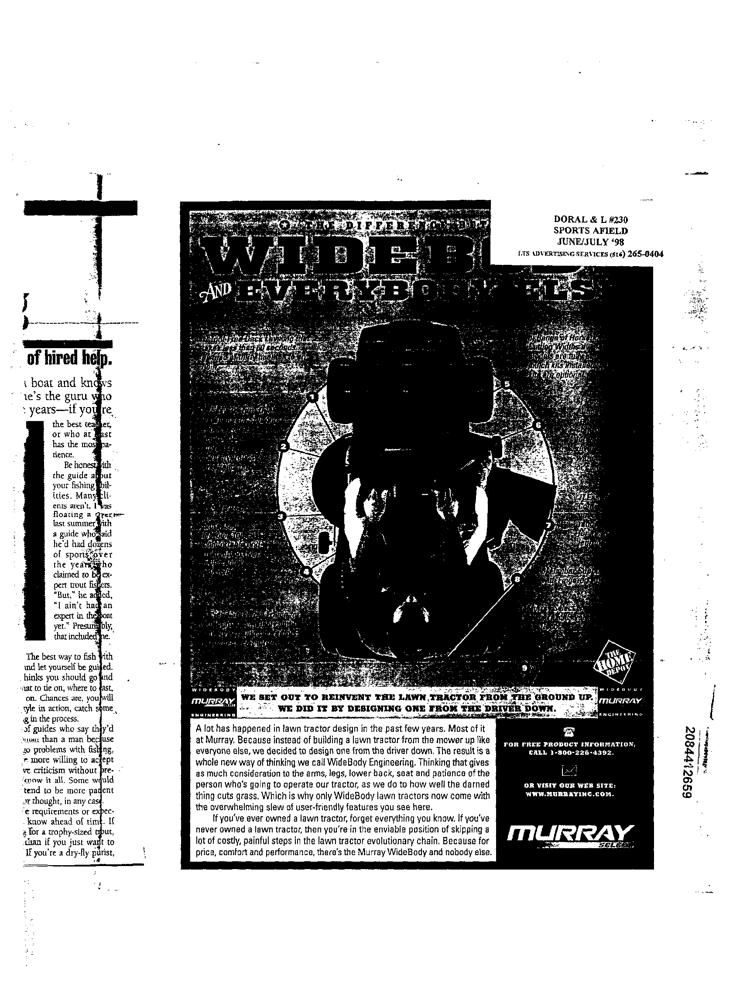 DORAL & L #230
SPORTS AFIELD
JUNE/JULY '98
LTS ADVERTISING SERVICES (516) 265-0404
THE
WIDEB
AND EVERYBODY ELSE
of hired help.
boat and knows
he's the guru who
years—if you're
the best teacher,
or who at least
has the most pa-
tience.
Be honest with
the guide about
your fishing abil-
ities. Many cli-
ents aren't. I was
floating a
last summer with
a guide who said
he'd had dozens
of sports over
the years who
claimed to be ex-
pert trout fishers.
"But," he added,
"I ain't had an
expert in the boat
yet." Presumably,
that included me.
The best way to fish with
and let yourself be guided.
hinks you should go and
at to tie on, where to cast,
on. Chances are, you will
tyle in action, catch some
g in the process.
of guides who say they'd
than a man because
go problems with fishing,
more willing to accept
ve criticism without pre-
know it all. Some would
tend to be more patient
or thought, in any case.
e requirements or expec-
know ahead of time. If
g for a trophy-sized trout,
than if you just want to
If you're a dry-fly purist,
1
2
3
4
5
6
7
8
9
THE
HOME
DEPOT
WIDEBODY
MURRAY
ENGINEERING
WE SET OUT TO REINVENT THE LAWN TRACTOR FROM THE GROUND UP.
WE DID IT BY DESIGNING ONE FROM THE DRIVER DOWN.
WIDEBODY
MURRAY
ENGINEERING
A lot has happened in lawn tractor design in the past few years. Most of it
at Murray. Because instead of building a lawn tractor from the mower up like
everyone else, we decided to design one from the driver down. The result is a
whole new way of thinking we call WideBody Engineering. Thinking that gives
as much consideration to the arms, legs, lower back, seat and patience of the
person who's going to operate our tractor, as we do to how well the darned
thing cuts grass. Which is why only WideBody lawn tractors now come with
the overwhelming slew of user-friendly features you see here.
If you've ever owned a lawn tractor, forget everything you know. If you've
never owned a lawn tractor, then you're in the enviable position of skipping a
lot of costly, painful steps in the lawn tractor evolutionary chain. Because for
price, comfort and performance, there's the Murray WideBody and nobody else.
FOR FREE PRODUCT INFORMATION,
CALL 1-800-226-4392.
OR VISIT OUR WEB SITE:
WWW.MURRAYINC.COM.
MURRAY
SELECT
2084412659